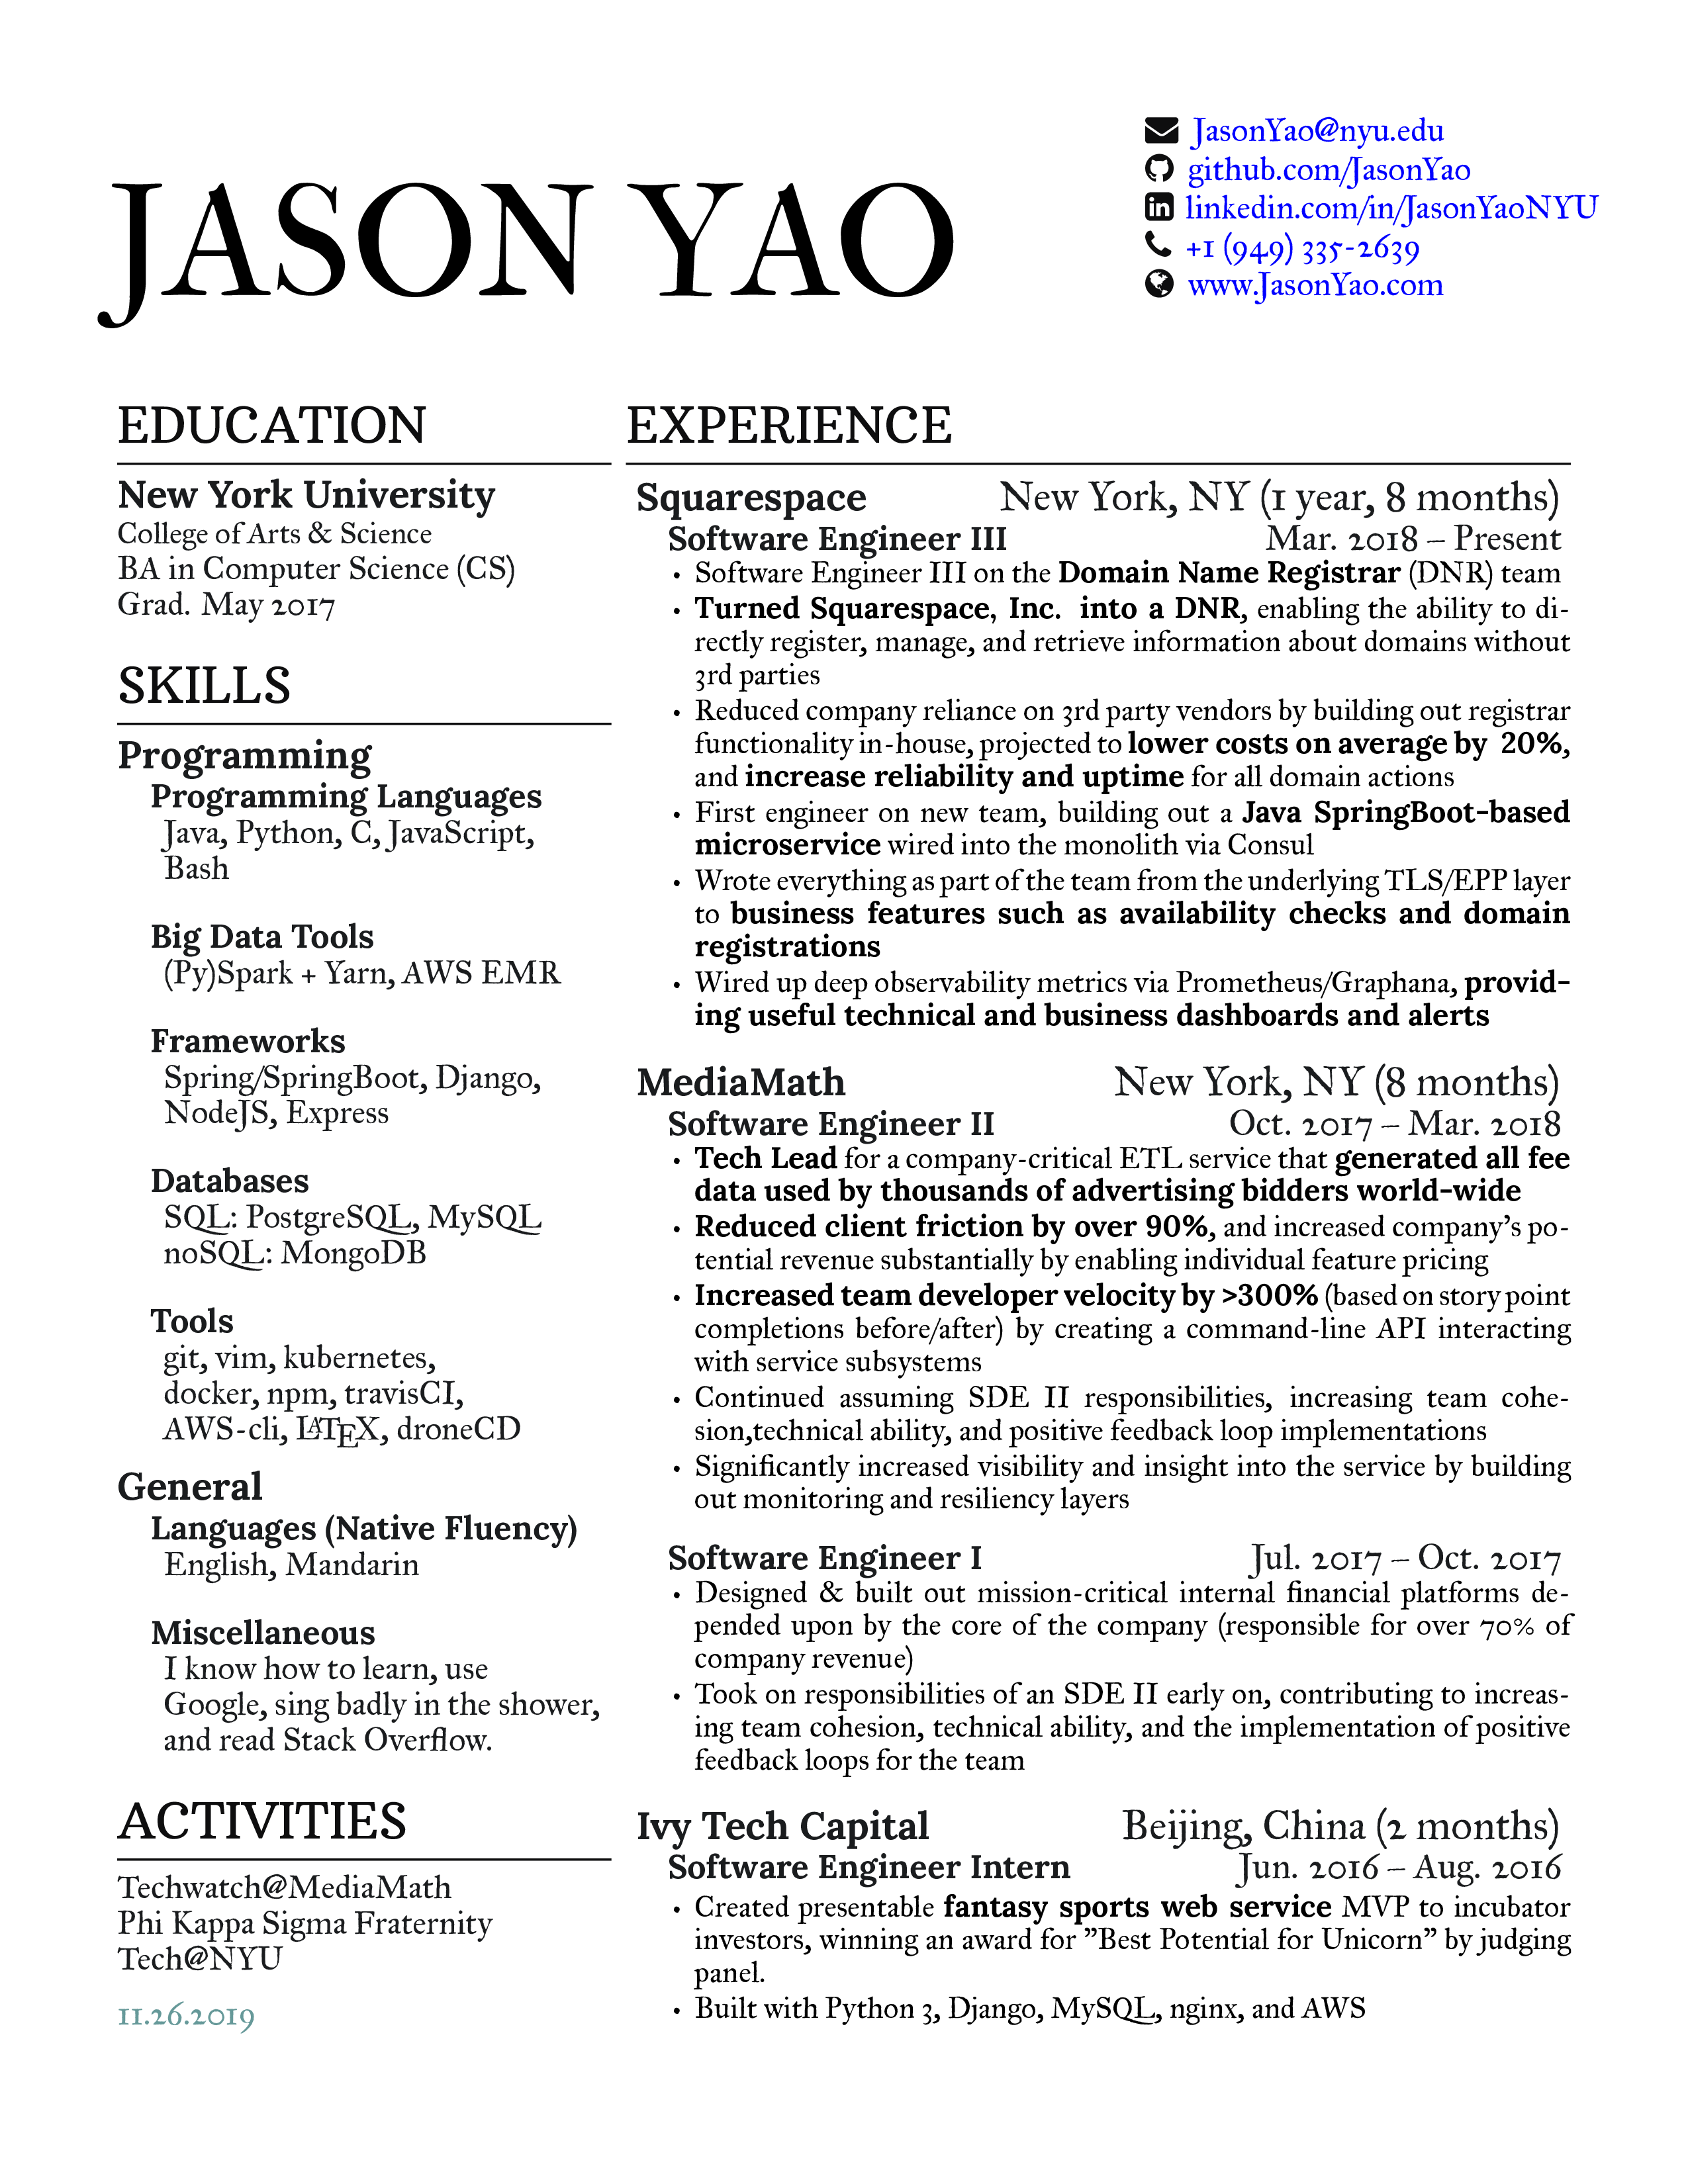 JASON YAO
JasonYao@nyu.edu
github.com/JasonYao
linkedin.com/in/JasonYaoNYU
+1 (949) 335-2639
www.JasonYao.com
EDUCATION
New York University
College of Arts & Science
BA in Computer Science (CS)
Grad. May 2017
SKILLS
Programming
Programming Languages
Java, Python, C, JavaScript,
Bash
Big Data Tools
(Py)Spark + Yarn, AWS EMR
Frameworks
Spring/SpringBoot, Django,
NodeJS, Express
Databases
SQL: PostgreSQL, MySQL
noSQL: MongoDB
Tools
git, vim, kubernetes,
docker, npm, travisCI,
AWS-cli, LATEX, droneCD
General
Languages (Native Fluency)
English, Mandarin
Miscellaneous
I know how to learn, use
Google, sing badly in the shower,
and read Stack Overflow.
ACTIVITIES
Techwatch@MediaMath
Phi Kappa Sigma Fraternity
Tech@NYU
11.26.2019
EXPERIENCE
Squarespace New York, NY (1 year, 8 months)
Software Engineer III Mar. 2018 – Present
• Software Engineer III on the Domain Name Registrar (DNR) team
• Turned Squarespace, Inc. into a DNR, enabling the ability to di-
rectly register, manage, and retrieve information about domains without
3rd parties
• Reduced company reliance on 3rd party vendors by building out registrar
functionality in-house, projected to lower costs on average by 20%,
and increase reliability and uptime for all domain actions
• First engineer on new team, building out a Java SpringBoot-based
microservice wired into the monolith via Consul
• Wrote everything as part of the team from the underlying TLS/EPP layer
to business features such as availability checks and domain
registrations
• Wired up deep observability metrics via Prometheus/Graphana, provid-
ing useful technical and business dashboards and alerts
MediaMath New York, NY (8 months)
Software Engineer II Oct. 2017 – Mar. 2018
• Tech Lead for a company-critical ETL service that generated all fee
data used by thousands of advertising bidders world-wide
• Reduced client friction by over 90%, and increased company's po-
tential revenue substantially by enabling individual feature pricing
• Increased team developer velocity by >300% (based on story point
completions before/after) by creating a command-line API interacting
with service subsystems
• Continued assuming SDE II responsibilities, increasing team cohe-
sion,technical ability, and positive feedback loop implementations
• Significantly increased visibility and insight into the service by building
out monitoring and resiliency layers
Software Engineer I Jul. 2017 – Oct. 2017
• Designed & built out mission-critical internal financial platforms de-
pended upon by the core of the company (responsible for over 70% of
company revenue)
• Took on responsibilities of an SDE II early on, contributing to increas-
ing team cohesion, technical ability, and the implementation of positive
feedback loops for the team
Ivy Tech Capital Beijing, China (2 months)
Software Engineer Intern Jun. 2016 – Aug. 2016
• Created presentable fantasy sports web service MVP to incubator
investors, winning an award for ”Best Potential for Unicorn” by judging
panel.
• Built with Python 3, Django, MySQL, nginx, and AWS